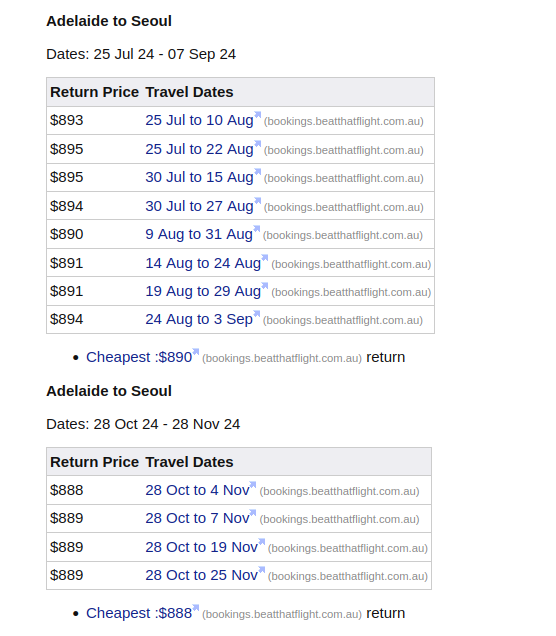 Adelaide to Seoul
Dates: 25 Jul 24 - 07 Sep 24
Return Price Travel Dates
$893 25 Jul to 10 Aug (bookings.beatthatflight.com.au)
$895 25 Jul to 22 Aug (bookings.beatthatflight.com.au)
$895 30 Jul to 15 Aug (bookings.beatthatflight.com.au)
$894 30 Jul to 27 Aug (bookings.beatthatflight.com.au)
$890 9 Aug to 31 Aug (bookings.beatthatflight.com.au)
$891 14 Aug to 24 Aug (bookings.beatthatflight.com.au)
$891 19 Aug to 29 Aug (bookings.beatthatflight.com.au)
$894 24 Aug to 3 Sep (bookings.beatthatflight.com.au)
• Cheapest :$890 (bookings.beatthatflight.com.au) return
Adelaide to Seoul
Dates: 28 Oct 24 - 28 Nov 24
Return Price Travel Dates
$888 28 Oct to 4 Nov (bookings.beatthatflight.com.au)
$889 28 Oct to 7 Nov (bookings.beatthatflight.com.au)
$889 28 Oct to 19 Nov (bookings.beatthatflight.com.au)
$889 28 Oct to 25 Nov (bookings.beatthatflight.com.au)
• Cheapest :$888 (bookings.beatthatflight.com.au) return